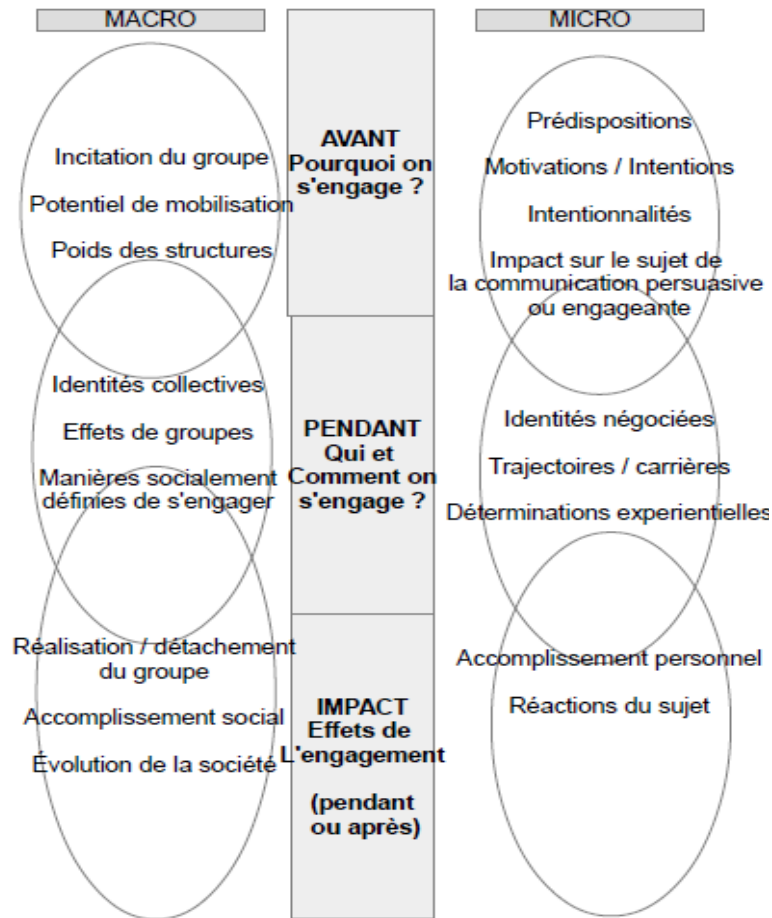 MACRO
Incitation du groupe
Potentiel de mobilisation
Poids des structures
Identités collectives
Effets de groupes
Manières socialement
définies de s'engager
Réalisation / détachement
du groupe
Accomplissement social
Évolution de la société
AVANT
Pourquoi on
s'engage ?
PENDANT
Qui et
Comment on
s'engage ?
IMPACT
Effets de
L'engagement
(pendant
ou après)
MICRO
Prédispositions
Motivations / Intentions
Intentionnalités
Impact sur le sujet de
la communication persuasive
ou engageante
Identités négociées
Trajectoires / carrières
Déterminations experientielles
Accomplissement personnel
Réactions du sujet